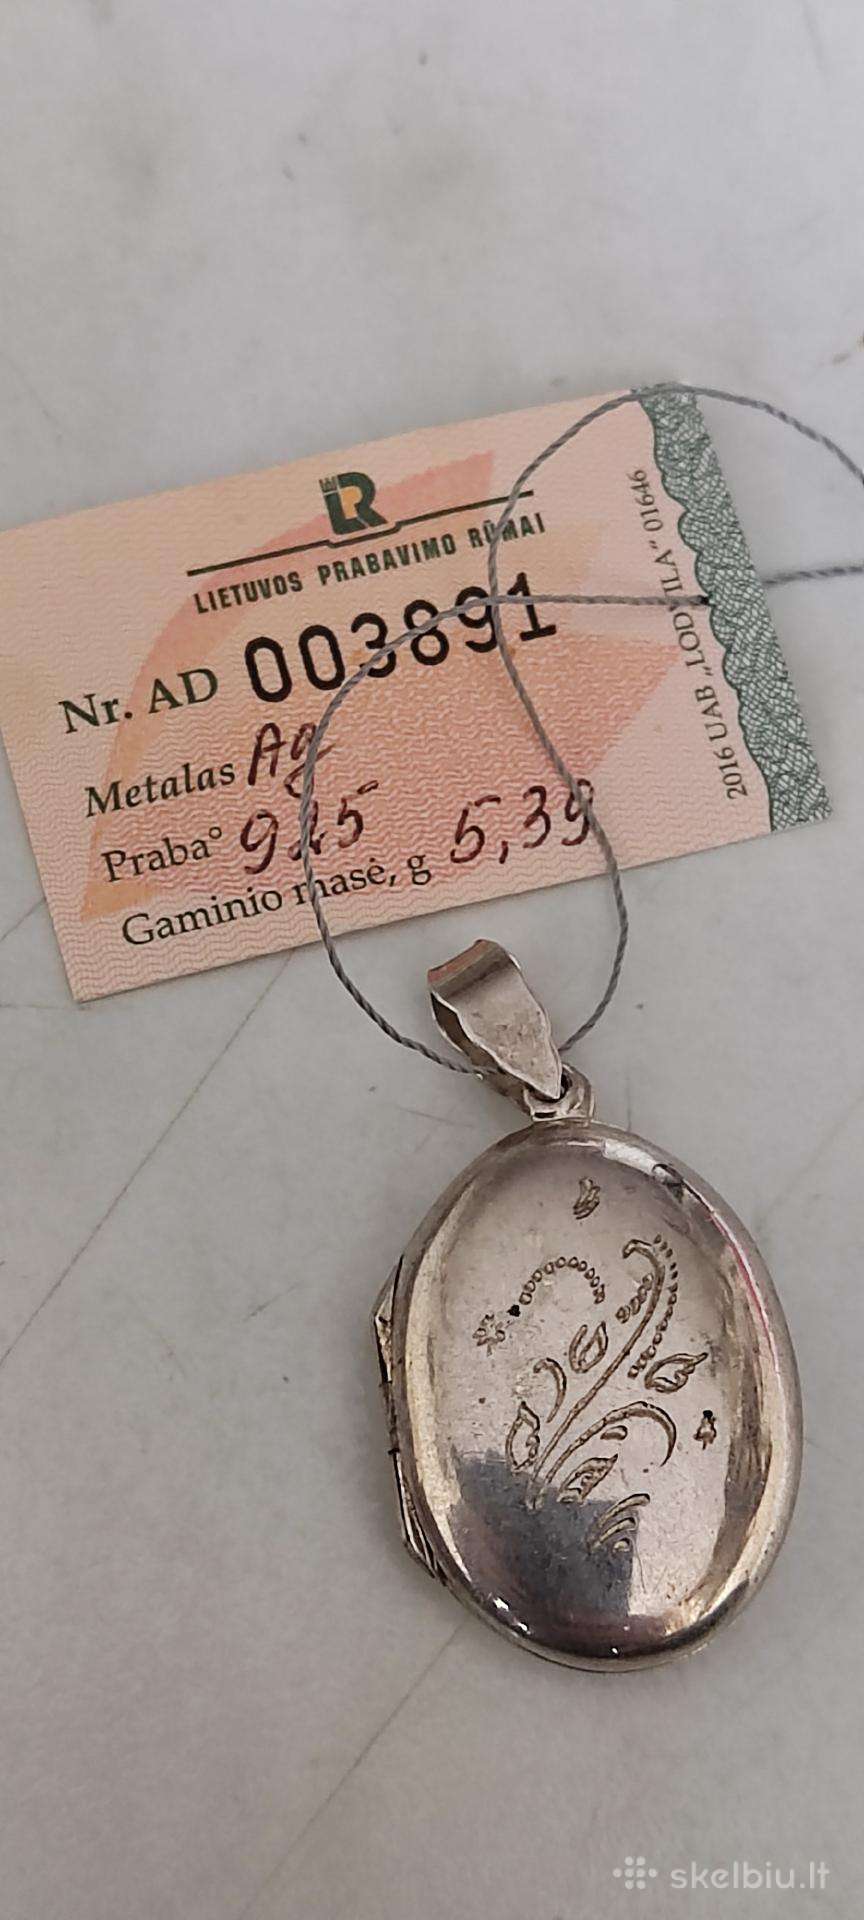 LR
LIETUVOS PRABAVIMO RŪMAI
Nr. AD 003891
Metalas Ag
Praba° 925
Gaminio masė, g 5,39
2016 UAB „LODVILA" 01646
skelbiu.lt